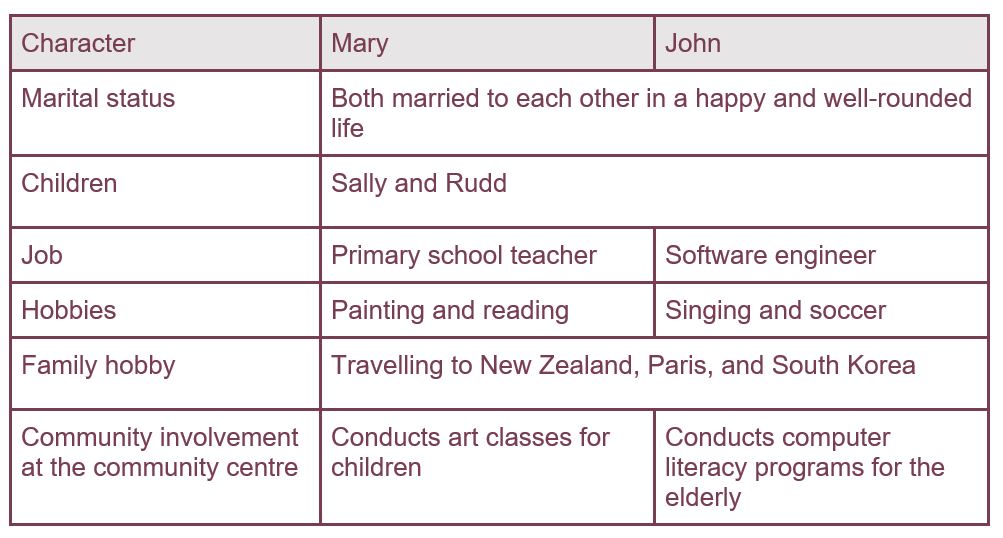 Character Mary John
Marital status Both married to each other in a happy and well-rounded
life
Children Sally and Rudd
Job Primary school teacher Software engineer
Hobbies Painting and reading Singing and soccer
Family hobby Travelling to New Zealand, Paris, and South Korea
Community involvement Conducts art classes for Conducts computer
at the community centre children literacy programs for the
elderly